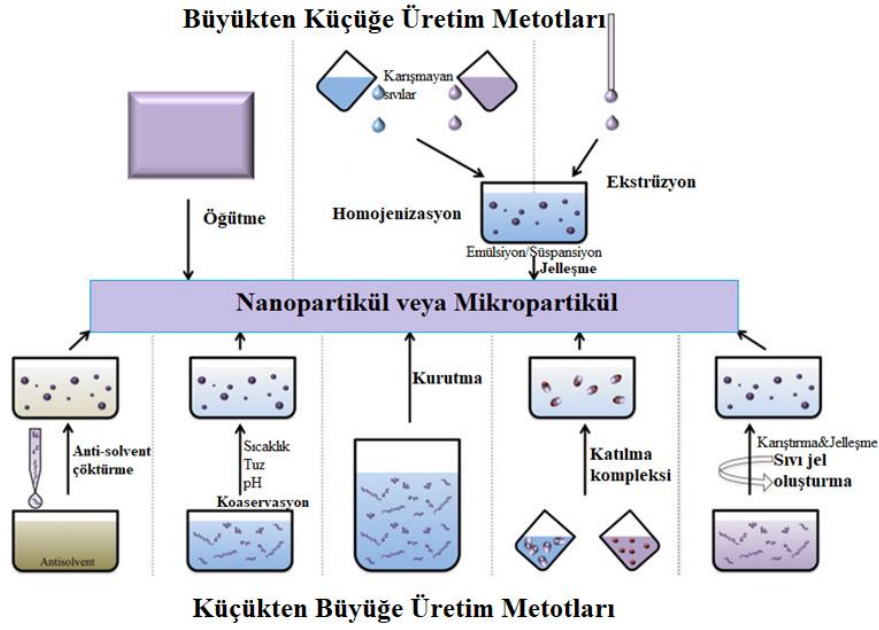 Büyükten Küçüğe Üretim Metotları
Karışmayan
sıvılar
Öğütme
Homojenizasyon
Ekstrüzyon
Emülsiyon/Süspansiyon
Jelleşme
Nanopartikül veya Mikropartikül
Anti-solvent
çöktürme
Antisolvent
Sıcaklık
Tuz
pH
Koaservasyon
Kurutma
Katılma
kompleksi
Karıştırma&Jelleşme
Sıvı jel
oluşturma
Küçükten Büyüğe Üretim Metotları